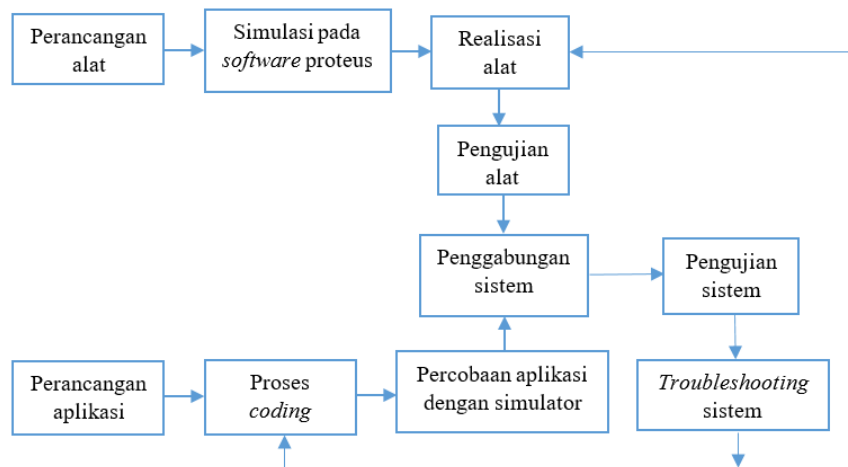 Perancangan
alat
Simulasi pada
software proteus
Realisasi
alat
Pengujian
alat
Penggabungan
sistem
Pengujian
sistem
Perancangan
aplikasi
Proses
coding
Percobaan aplikasi
dengan simulator
Troubleshooting
sistem